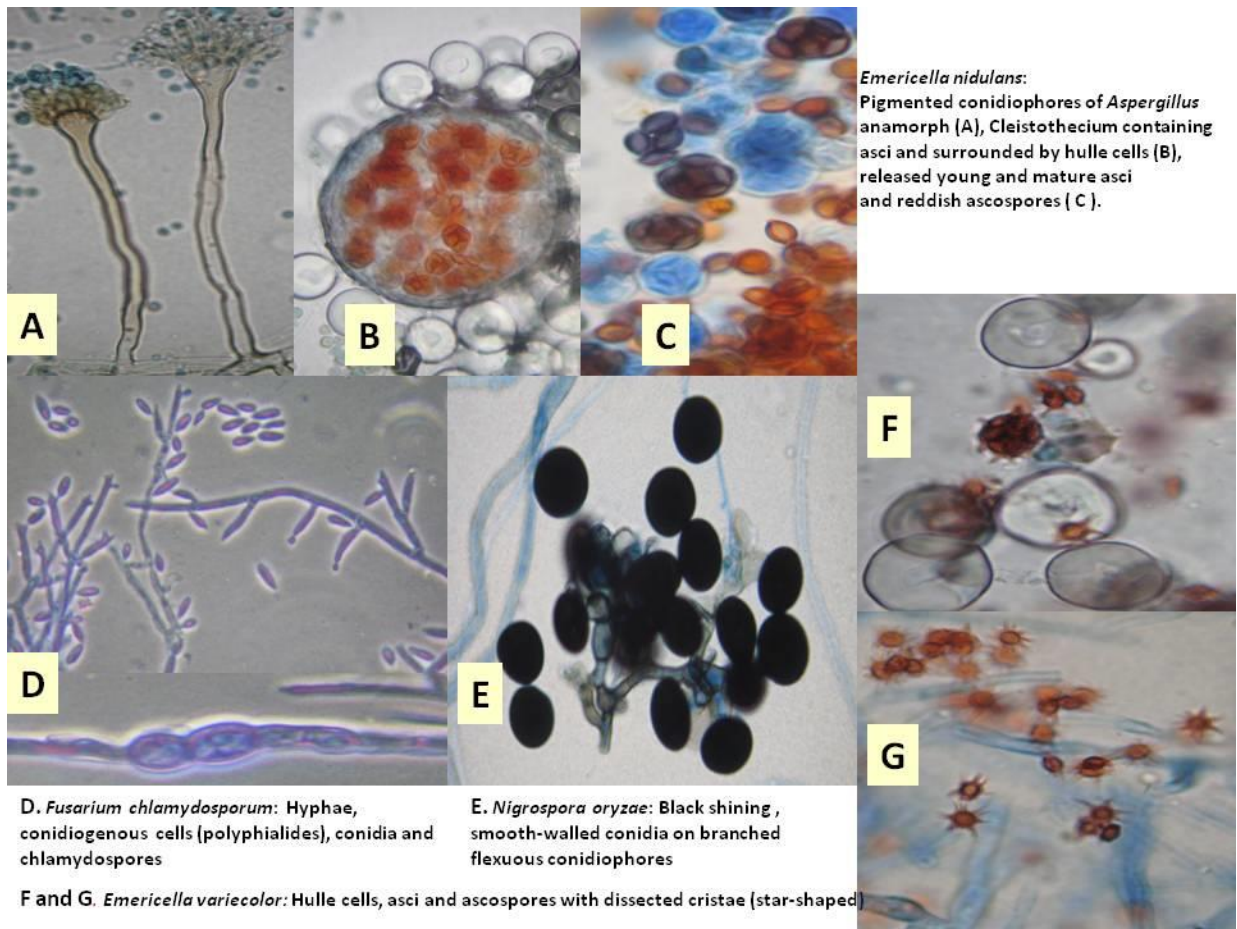 Emericella nidulans:
Pigmented conidiophores of Aspergillus
anamorph (A), Cleistothecium containing
asci and surrounded by hulle cells (B),
released young and mature asci
and reddish ascospores ( C ).
A
B
C
F
D
E
G
D. Fusarium chlamydosporum: Hyphae,
conidiogenous cells (polyphialides), conidia and
chlamydospores
E. Nigrospora oryzae: Black shining ,
smooth-walled conidia on branched
flexuous conidiophores
F and G. Emericella variecolor: Hulle cells, asci and ascospores with dissected cristae (star-shaped)